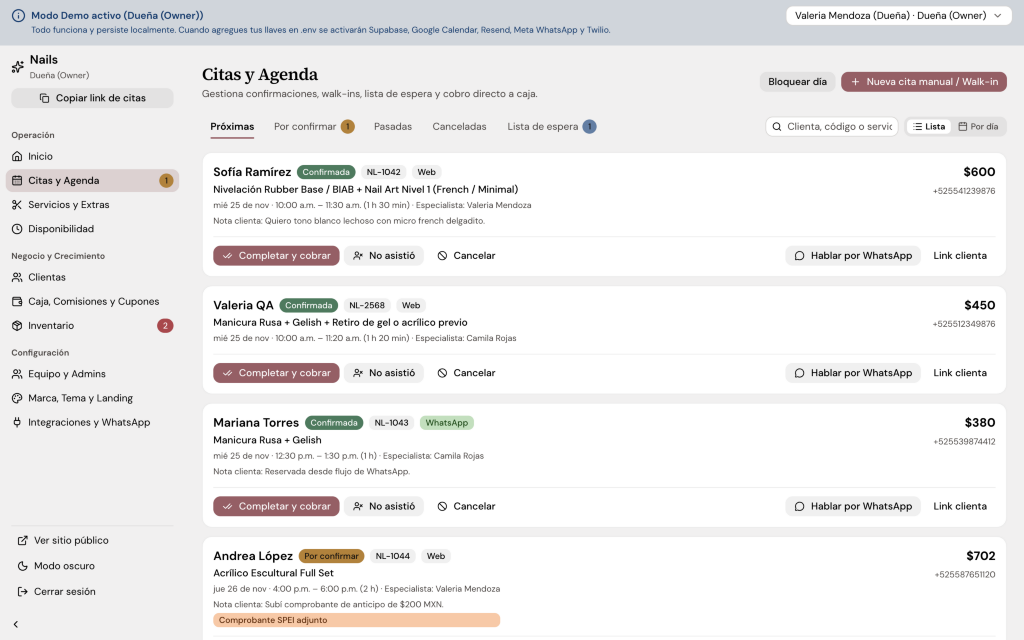 Modo Demo activo (Dueña (Owner))
Todo funciona y persiste localmente. Cuando agregues tus llaves en .env se activarán Supabase, Google Calendar, Resend, Meta WhatsApp y Twilio.
Valeria Mendoza (Dueña) · Dueña (Owner)
Nails
Dueña (Owner)
Copiar link de citas
Operación
Inicio
Citas y Agenda 1
Servicios y Extras
Disponibilidad
Negocio y Crecimiento
Clientas
Caja, Comisiones y Cupones
Inventario 2
Configuración
Equipo y Admins
Marca, Tema y Landing
Integraciones y WhatsApp
Ver sitio público
Modo oscuro
Cerrar sesión
Citas y Agenda
Gestiona confirmaciones, walk-ins, lista de espera y cobro directo a caja.
Bloquear día
Nueva cita manual / Walk-in
Próximas Por confirmar 1 Pasadas Canceladas Lista de espera 1
Clienta, código o servic
Lista Por día
Sofía Ramírez Confirmada NL-1042 Web $600
Nivelación Rubber Base / BIAB + Nail Art Nivel 1 (French / Minimal) +525541239876
mié 25 de nov · 10:00 a.m. – 11:30 a.m. (1 h 30 min) · Especialista: Valeria Mendoza
Nota clienta: Quiero tono blanco lechoso con micro french delgadito.
Completar y cobrar No asistió Cancelar Hablar por WhatsApp Link clienta
Valeria QA Confirmada NL-2568 Web $450
Manicura Rusa + Gelish + Retiro de gel o acrílico previo +525512349876
mié 25 de nov · 10:00 a.m. – 11:20 a.m. (1 h 20 min) · Especialista: Camila Rojas
Completar y cobrar No asistió Cancelar Hablar por WhatsApp Link clienta
Mariana Torres Confirmada NL-1043 WhatsApp $380
Manicura Rusa + Gelish +525539874412
mié 25 de nov · 12:30 p.m. – 1:30 p.m. (1 h) · Especialista: Camila Rojas
Nota clienta: Reservada desde flujo de WhatsApp.
Completar y cobrar No asistió Cancelar Hablar por WhatsApp Link clienta
Andrea López Por confirmar NL-1044 Web $702
Acrílico Escultural Full Set +525587651120
jue 26 de nov · 4:00 p.m. – 6:00 p.m. (2 h) · Especialista: Valeria Mendoza
Nota clienta: Subí comprobante de anticipo de $200 MXN.
Comprobante SPEI adjunto